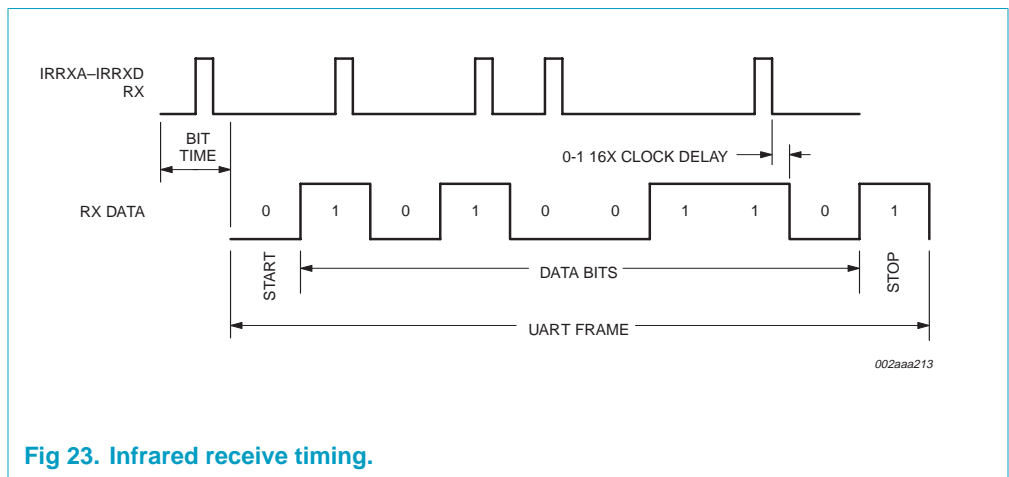 IRRXA–IRRXD
RX
BIT
TIME
0-1 16X CLOCK DELAY
RX DATA
0 1 0 1 0 0 1 1 0 1
START
DATA BITS
STOP
UART FRAME
002aaa213
Fig 23. Infrared receive timing.